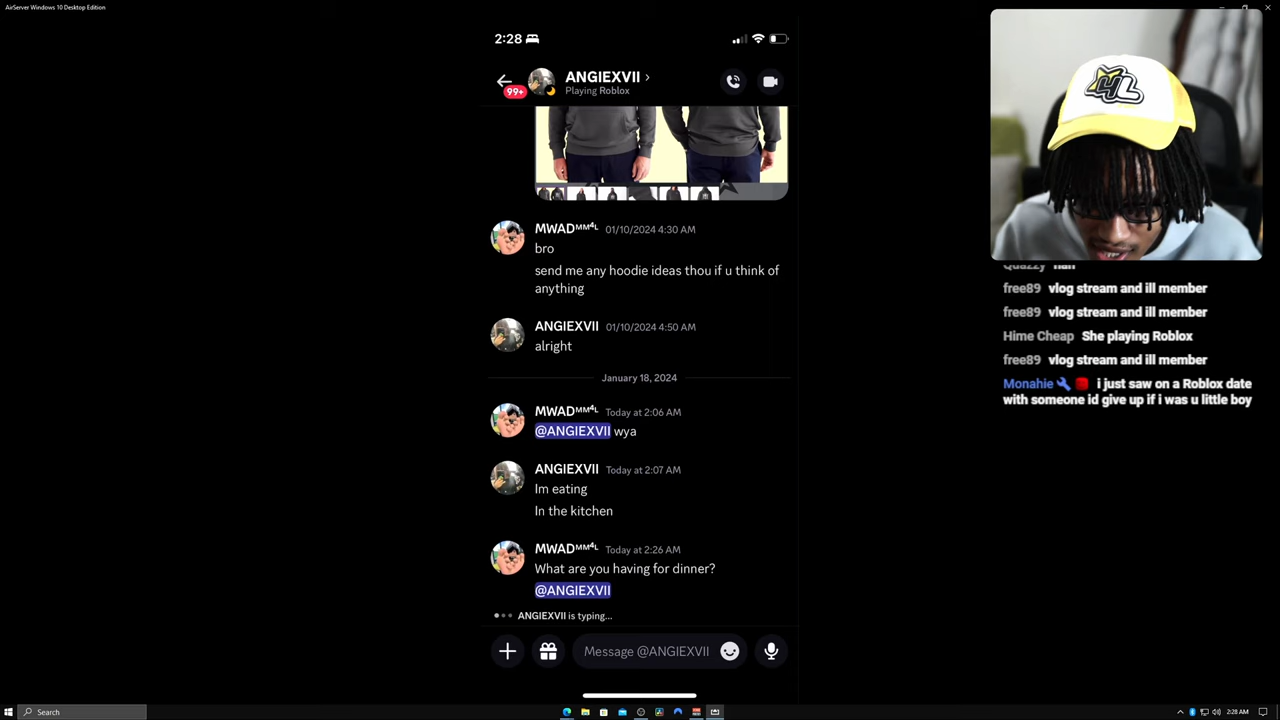 AirServer Windows 10 Desktop Edition
2:28
ANGIEXVII
Playing Roblox
99+
MWADᴹᴹ⁴ᴸ 01/10/2024 4:30 AM
bro
send me any hoodie ideas thou if u think of
anything
ANGIEXVII 01/10/2024 4:50 AM
alright
January 18, 2024
MWADᴹᴹ⁴ᴸ Today at 2:06 AM
@ANGIEXVII wya
ANGIEXVII Today at 2:07 AM
Im eating
In the kitchen
MWADᴹᴹ⁴ᴸ Today at 2:26 AM
What are you having for dinner?
@ANGIEXVII
ANGIEXVII is typing...
Message @ANGIEXVII
4L
free89 vlog stream and ill member
free89 vlog stream and ill member
Hime Cheap She playing Roblox
free89 vlog stream and ill member
Monahie i just saw on a Roblox date
with someone id give up if i was u little boy
Search
2:28 AM